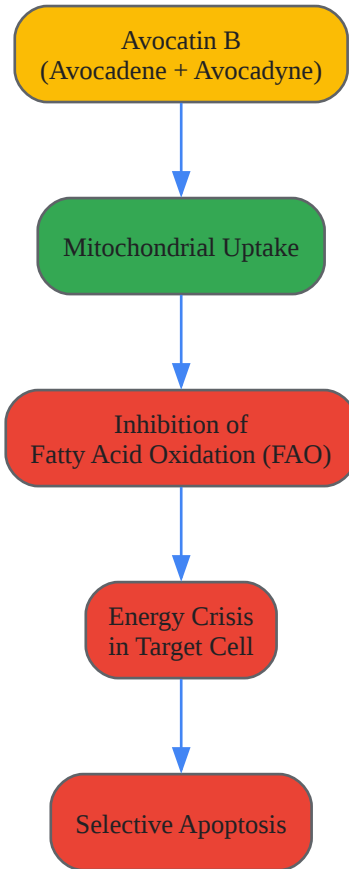 Avocatin B
(Avocadene + Avocadyne)
Mitochondrial Uptake
Inhibition of
Fatty Acid Oxidation (FAO)
Energy Crisis
in Target Cell
Selective Apoptosis